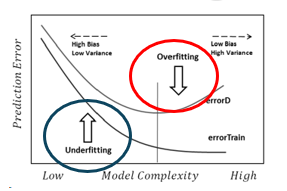 High Bias
Low Variance
Low Bias
High Variance
Overfitting
Prediction Error
errorD
errorTrain
Underfitting
Low Model Complexity High